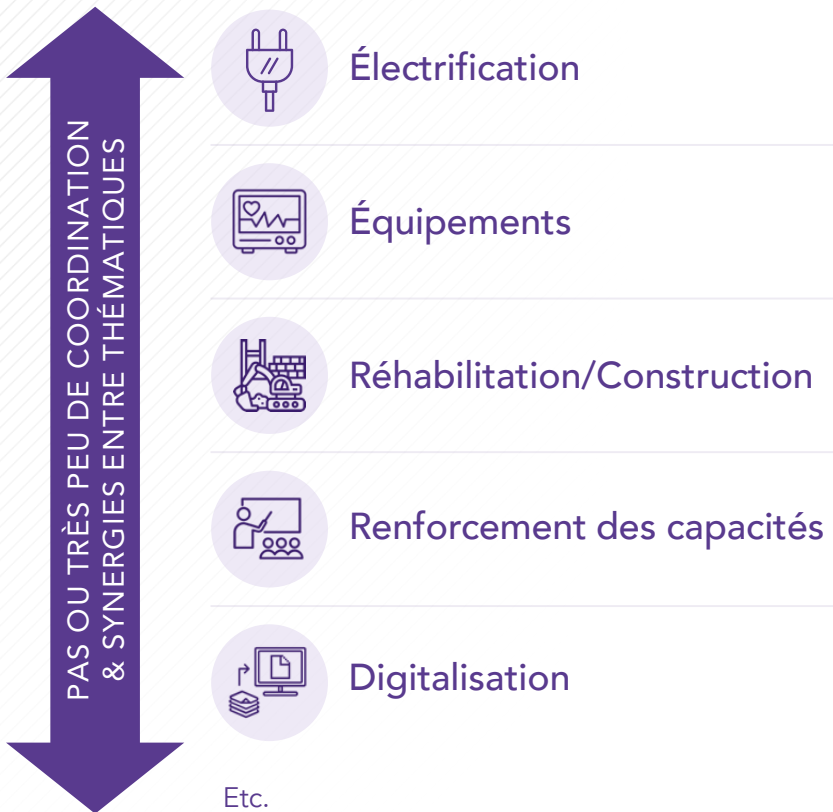 PAS OU TRÈS PEU DE COORDINATION
& SYNERGIES ENTRE THÉMATIQUES
Électrification
Équipements
Réhabilitation/Construction
Renforcement des capacités
Digitalisation
Etc.